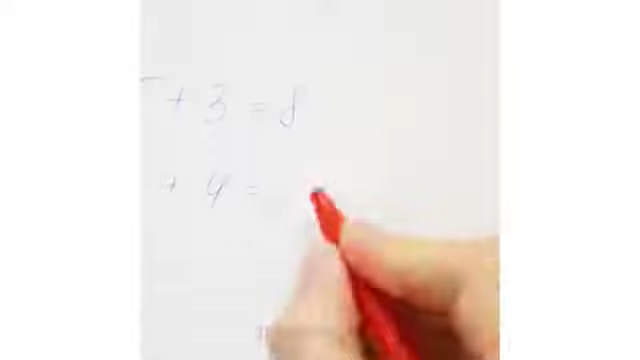 + 3 = 8
+ 4 =